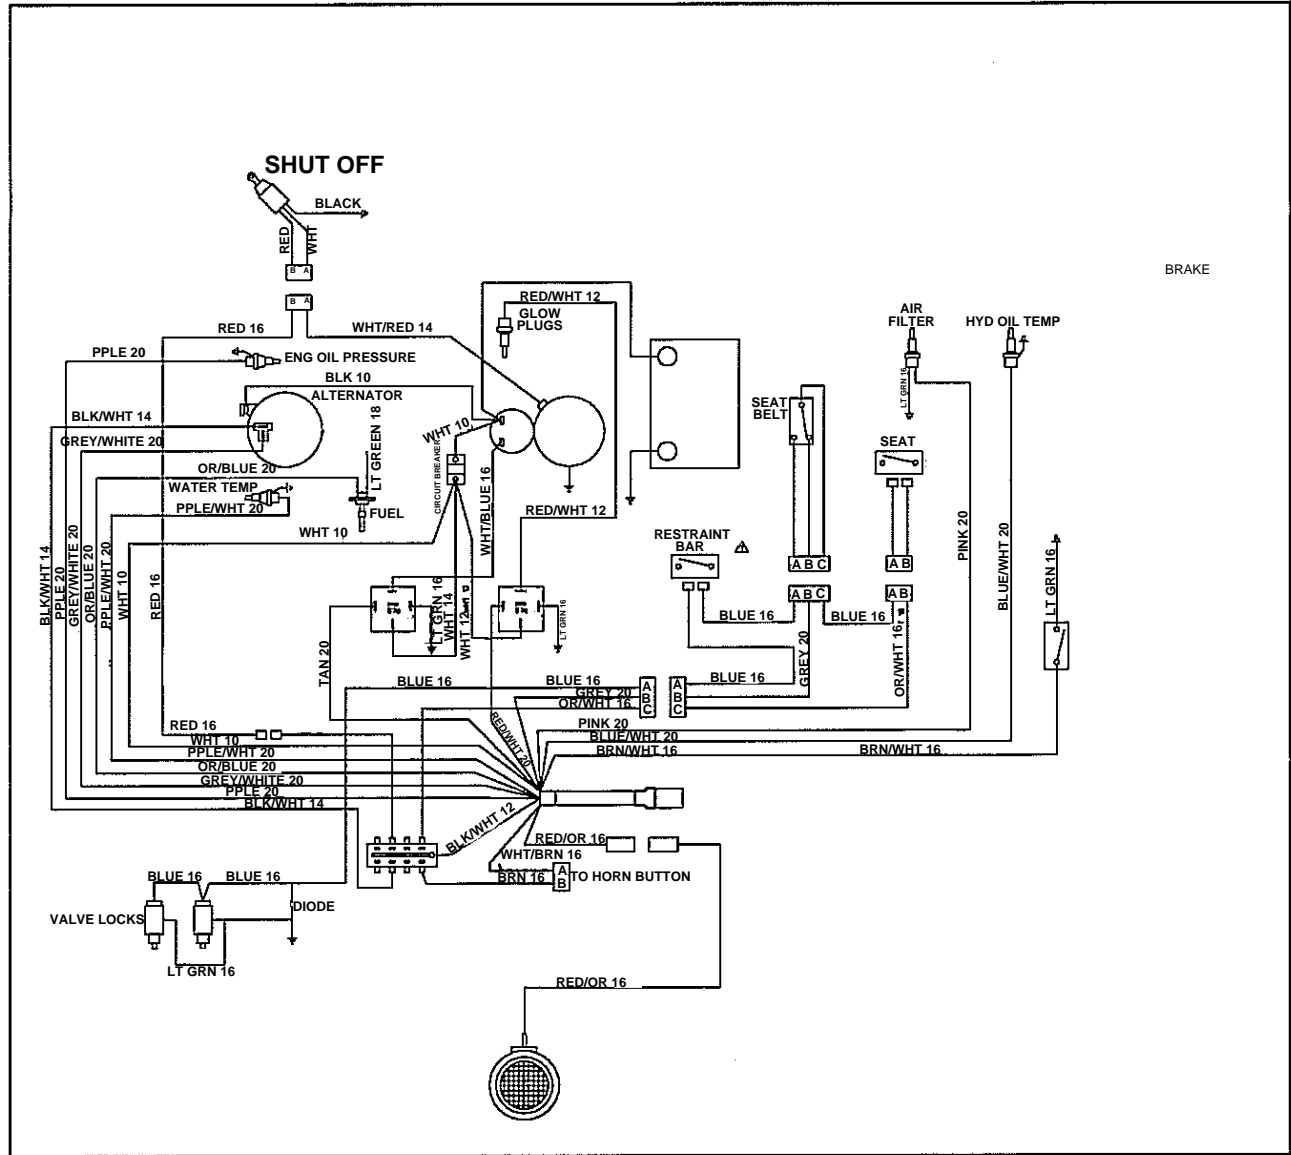 SHUT OFF
BLACK
RED
WHT
B A
BRAKE
B A
RED/WHT 12
GLOW
PLUGS
AIR
FILTER
HYD OIL TEMP
RED 16
WHT/RED 14
PPLE 20
ENG OIL PRESSURE
BLK 10
ALTERNATOR
LT GRN 16
SEAT
BELT
BLK/WHT 14
LT GREEN 18
WHT 10
GREY/WHITE 20
SEAT
CIRCUIT BREAKER
OR/BLUE 20
WATER TEMP
PPLE/WHT 20
FUEL
WHT/BLUE 16
RED/WHT 12
PINK 20
BLUE/WHT 20
WHT 10
RESTRAINT
BAR
LT GRN 16
BLK/WHT 14
PPLE 20
GREY/WHITE 20
OR/BLUE 20
PPLE/WHT 20
WHT 10
RED 16
A B C
A B
A B C
A B
LT GRN 16
WHT 14
WHT 12
LT GRN 16
BLUE 16
BLUE 16
TAN 20
GREY 20
OR/WHT 16
BLUE 16
BLUE 16
BLUE 16
GREY 20
OR/WHT 16
A
B
C
A
B
C
RED/WHT 20
RED 16
PINK 20
WHT 10
BLUE/WHT 20
PPLE/WHT 20
BRN/WHT 16
BRN/WHT 16
OR/BLUE 20
GREY/WHITE 20
PPLE 20
BLK/WHT 14
BLK/WHT 12
RED/OR 16
WHT/BRN 16
BRN 16
A
B
TO HORN BUTTON
BLUE 16
BLUE 16
DIODE
VALVE LOCKS
LT GRN 16
RED/OR 16